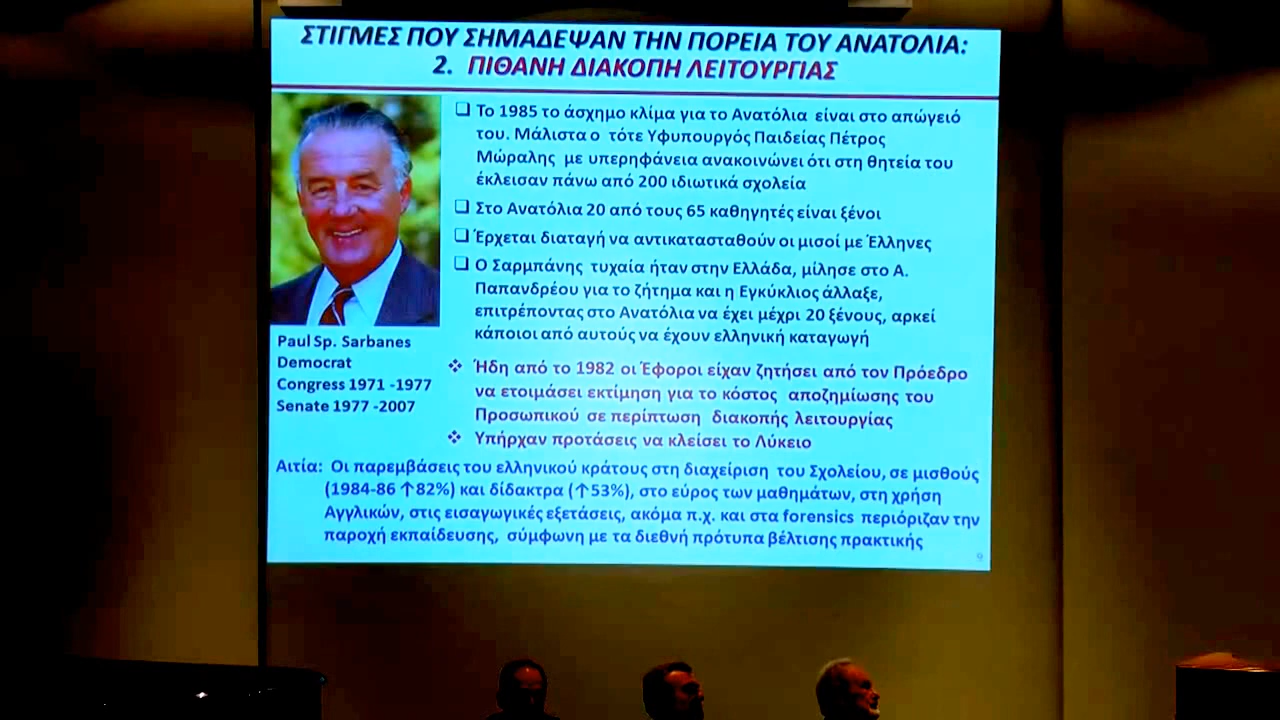 ΣΤΙΓΜΕΣ ΠΟΥ ΣΗΜΑΔΕΨΑΝ ΤΗΝ ΠΟΡΕΙΑ ΤΟΥ ΑΝΑΤΟΛΙΑ:
2. ΠΙΘΑΝΗ ΔΙΑΚΟΠΗ ΛΕΙΤΟΥΡΓΙΑΣ
❑ Το 1985 το άσχημο κλίμα για το Ανατόλια είναι στο απώγειό
του. Μάλιστα ο τότε Υφυπουργός Παιδείας Πέτρος
Μώραλης με υπερηφάνεια ανακοινώνει ότι στη θητεία του
έκλεισαν πάνω από 200 ιδιωτικά σχολεία
❑ Στο Ανατόλια 20 από τους 65 καθηγητές είναι ξένοι
❑ Έρχεται διαταγή να αντικατασταθούν οι μισοί με Έλληνες
❑ Ο Σαρμπάνης τυχαία ήταν στην Ελλάδα, μίλησε στο Α.
Παπανδρέου για το ζήτημα και η Εγκύκλιος άλλαξε,
επιτρέποντας στο Ανατόλια να έχει μέχρι 20 ξένους, αρκεί
κάποιοι από αυτούς να έχουν ελληνική καταγωγή
Paul Sp. Sarbanes
Democrat
Congress 1971 -1977
Senate 1977 -2007
❖ Ήδη από το 1982 οι Έφοροι είχαν ζητήσει από τον Πρόεδρο
να ετοιμάσει εκτίμηση για το κόστος αποζημίωσης του
Προσωπικού σε περίπτωση διακοπής λειτουργίας
❖ Υπήρχαν προτάσεις να κλείσει το Λύκειο
Αιτία: Οι παρεμβάσεις του ελληνικού κράτους στη διαχείριση του Σχολείου, σε μισθούς
(1984-86 ↑82%) και δίδακτρα (↑53%), στο εύρος των μαθημάτων, στη χρήση
Αγγλικών, στις εισαγωγικές εξετάσεις, ακόμα π.χ. και στα forensics περιόριζαν την
παροχή εκπαίδευσης, σύμφωνη με τα διεθνή πρότυπα βέλτισης πρακτικής
9